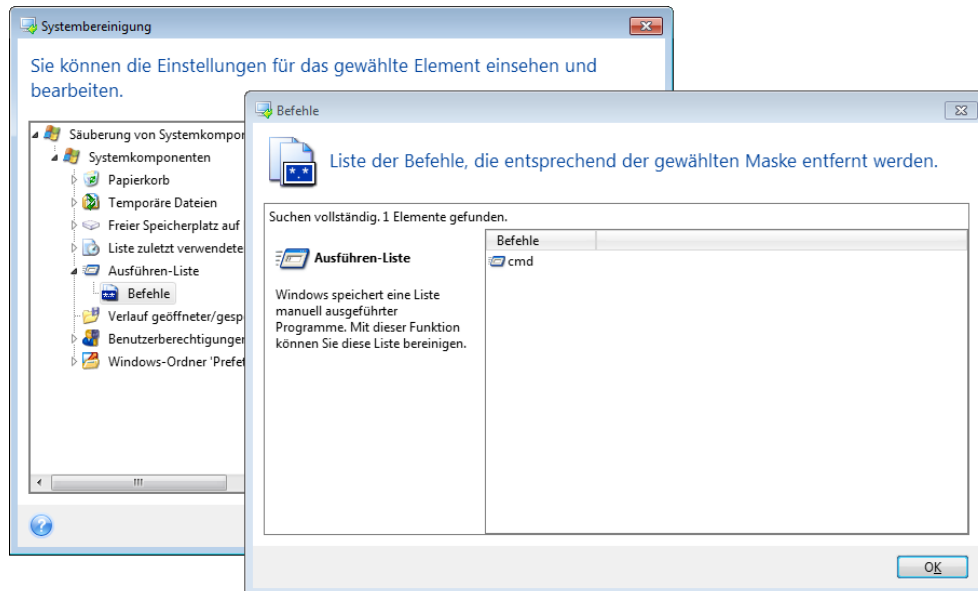 Systembereinigung
Sie können die Einstellungen für das gewählte Element einsehen und
bearbeiten.
Säuberung von Systemkompor
Systemkomponenten
Papierkorb
Temporäre Dateien
Freier Speicherplatz auf
Liste zuletzt verwendete
Ausführen-Liste
Befehle
Verlauf geöffneter/gesp
Benutzerberechtigunger
Windows-Ordner 'Prefet
Befehle
*.*
Liste der Befehle, die entsprechend der gewählten Maske entfernt werden.
Suchen vollständig. 1 Elemente gefunden.
Ausführen-Liste
Windows speichert eine Liste
manuell ausgeführter
Programme. Mit dieser Funktion
können Sie diese Liste bereinigen.
Befehle
cmd
OK